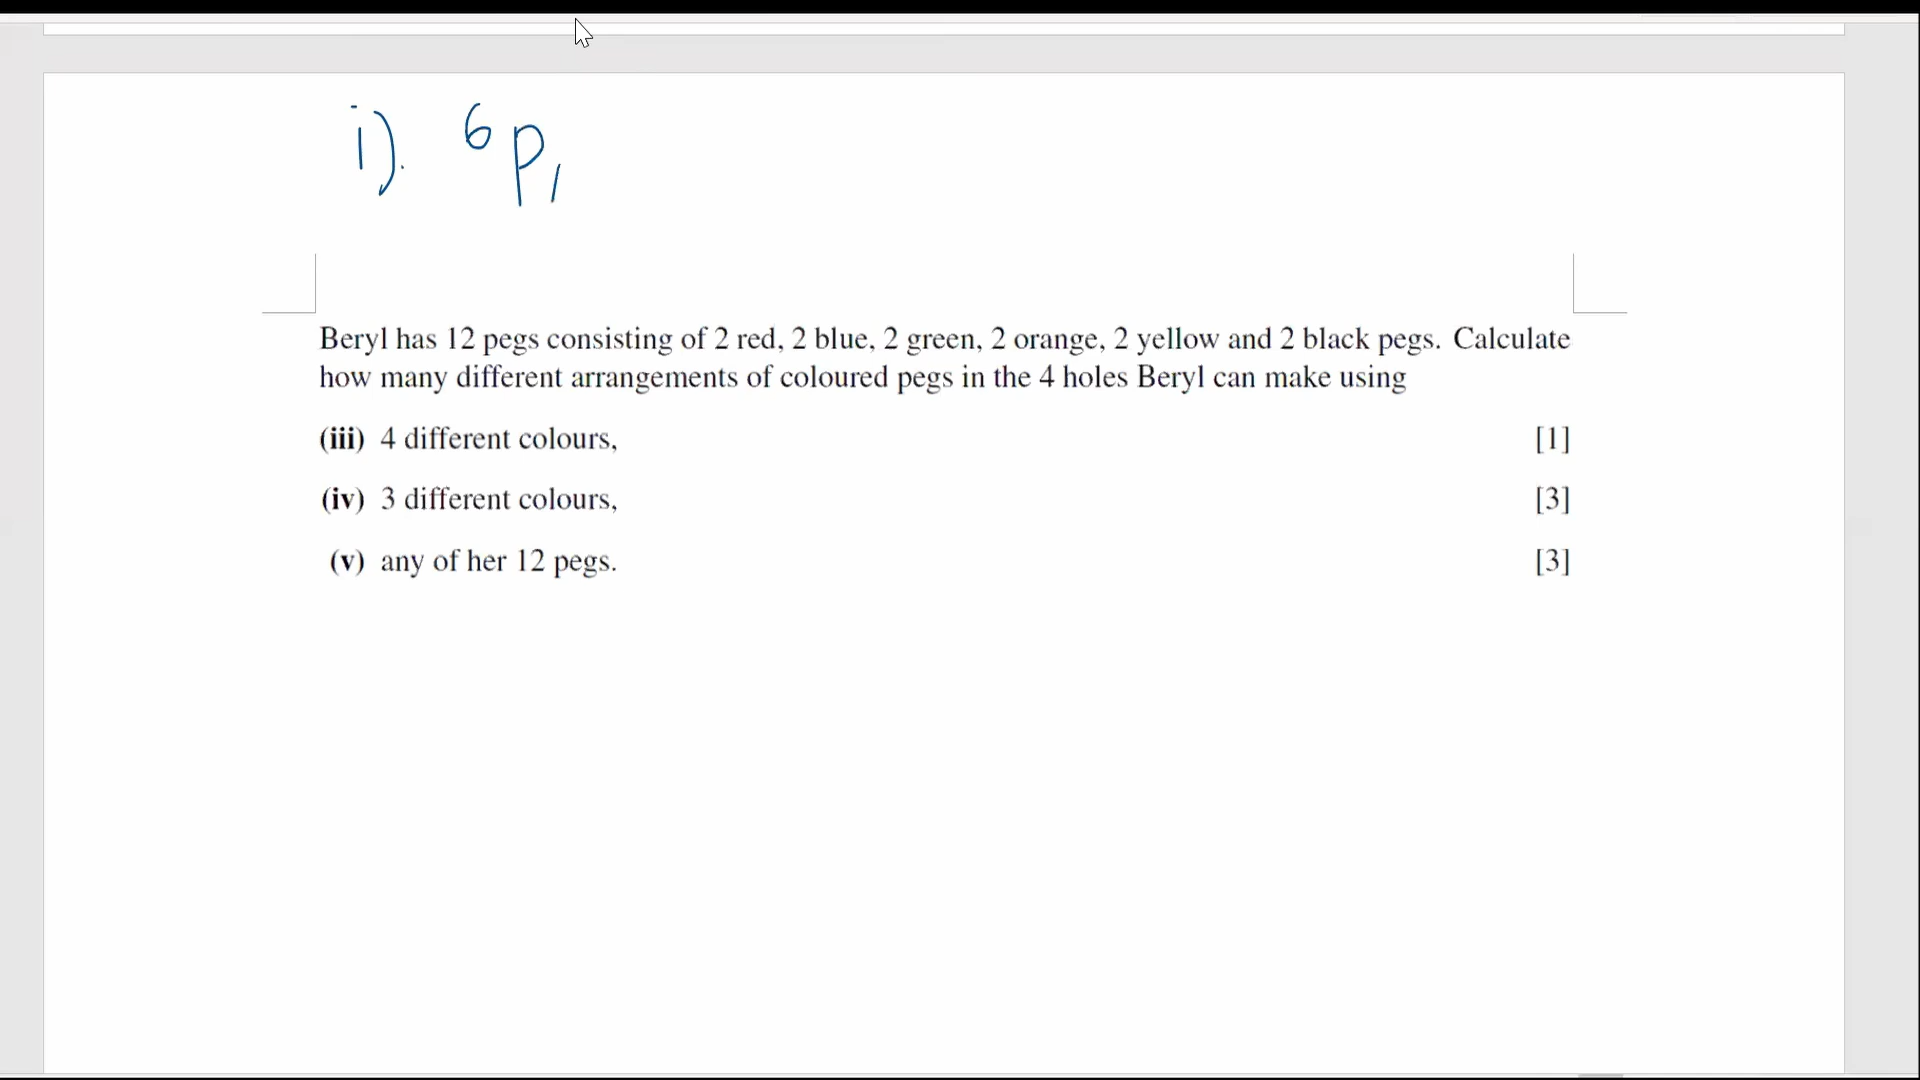 i). ⁶P₁
Beryl has 12 pegs consisting of 2 red, 2 blue, 2 green, 2 orange, 2 yellow and 2 black pegs. Calculate
how many different arrangements of coloured pegs in the 4 holes Beryl can make using
(iii) 4 different colours, [1]
(iv) 3 different colours, [3]
(v) any of her 12 pegs. [3]